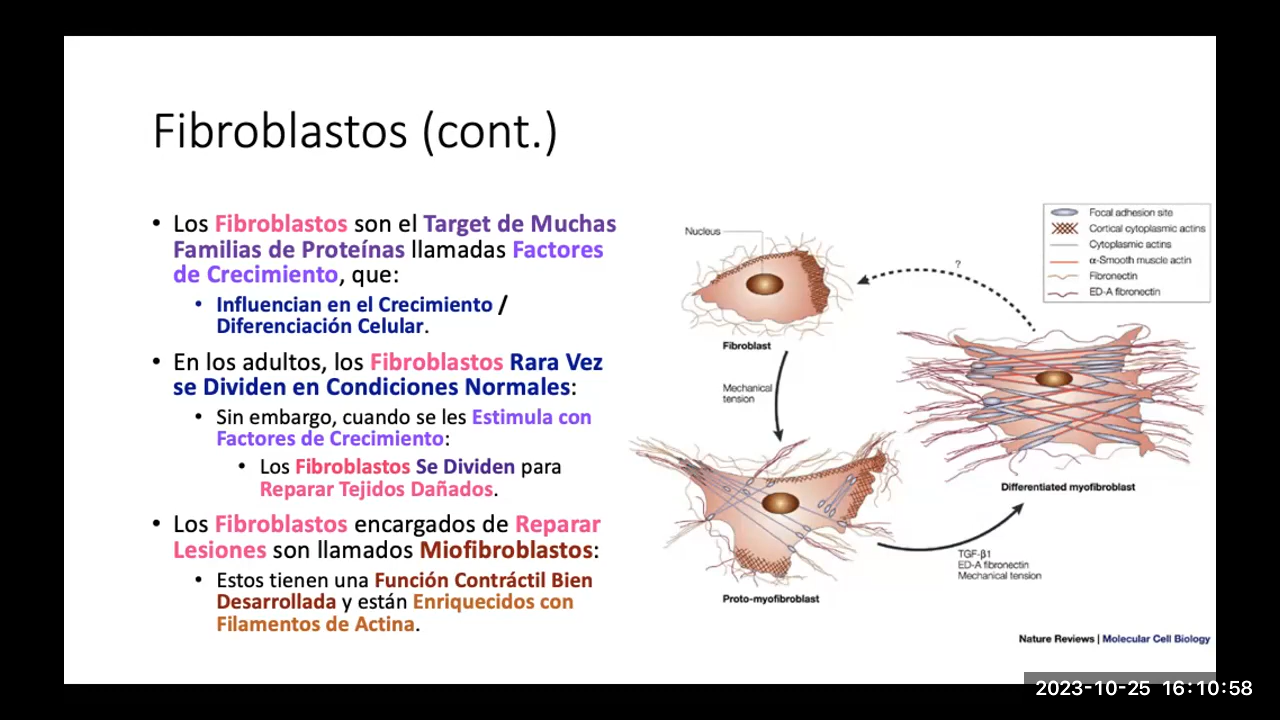 Fibroblastos (cont.)
• Los Fibroblastos son el Target de Muchas
Familias de Proteínas llamadas Factores
de Crecimiento, que:
• Influencian en el Crecimiento /
Diferenciación Celular.
• En los adultos, los Fibroblastos Rara Vez
se Dividen en Condiciones Normales:
• Sin embargo, cuando se les Estimula con
Factores de Crecimiento:
• Los Fibroblastos Se Dividen para
Reparar Tejidos Dañados.
• Los Fibroblastos encargados de Reparar
Lesiones son llamados Miofibroblastos:
• Estos tienen una Función Contráctil Bien
Desarrollada y están Enriquecidos con
Filamentos de Actina.
Focal adhesion site
Cortical cytoplasmic actins
Cytoplasmic actins
α-Smooth muscle actin
Fibronectin
ED-A fibronectin
Nucleus
?
Fibroblast
Mechanical
tension
Differentiated myofibroblast
TGF-β1
ED-A fibronectin
Mechanical tension
Proto-myofibroblast
Nature Reviews | Molecular Cell Biology
2023-10-25 16:10:58